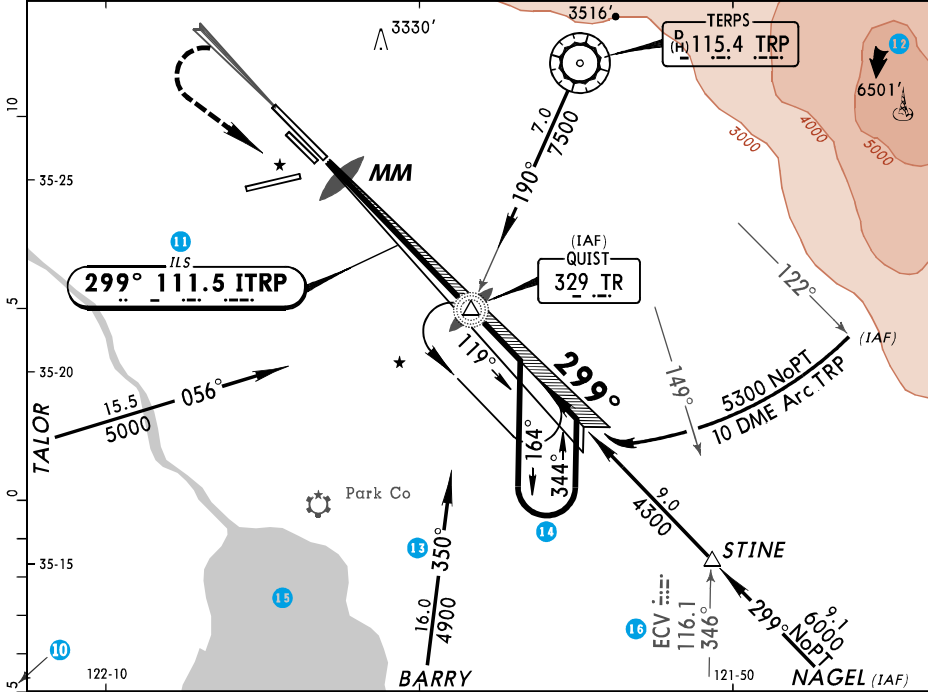 3516'
3330'
TERPS
D
(H) 115.4 TRP
12
6501'
10
3000
4000
5000
7.0
7500
190°
MM
35-25
11
ILS
299° 111.5 ITRP
(IAF)
QUIST
329 TR
122°
5
(IAF)
119°
299°
149°
5300 NoPT
10 DME Arc TRP
35-20
15.5
5000
056°
TALOR
164°
344°
9.0
4300
0
Park Co
14
13
350°
STINE
35-15
15
16.0
4900
16
ECV
116.1
346°
299°
9.1
6000
NoPT
10
5
122-10
BARRY
121-50
NAGEL (IAF)